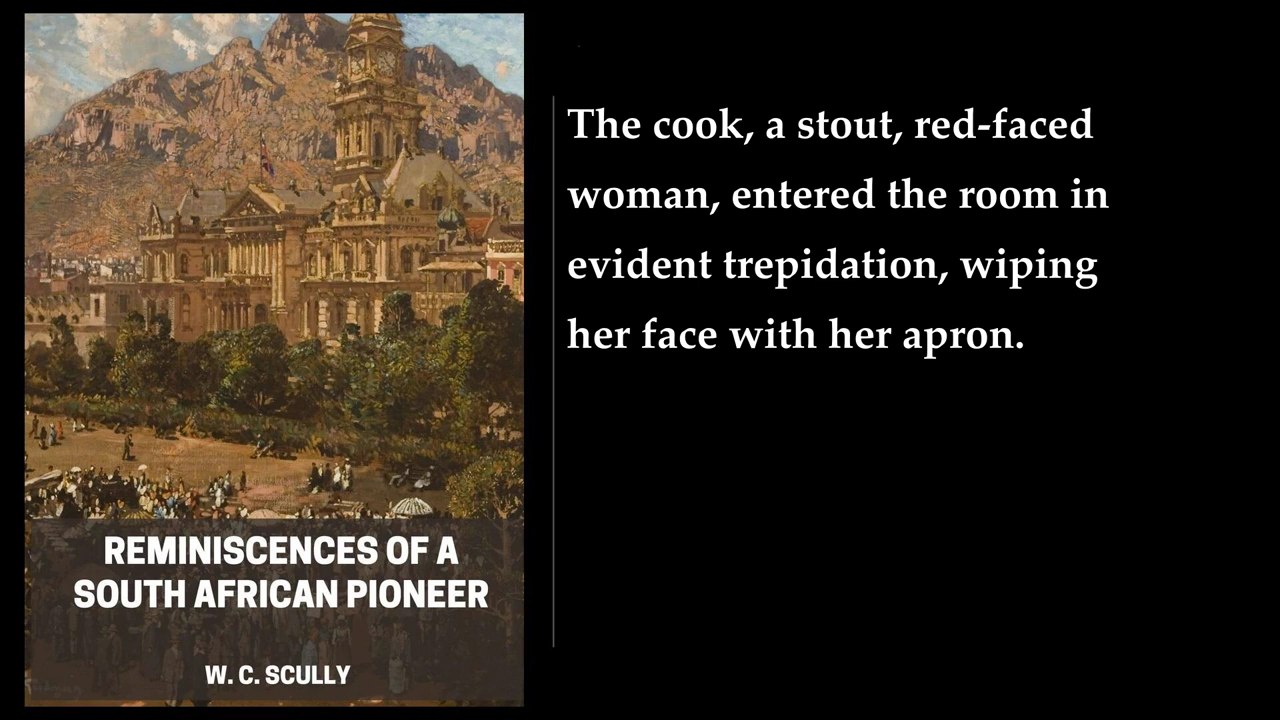 REMINISCENCES OF A
SOUTH AFRICAN PIONEER
W. C. SCULLY
The cook, a stout, red-faced
woman, entered the room in
evident trepidation, wiping
her face with her apron.